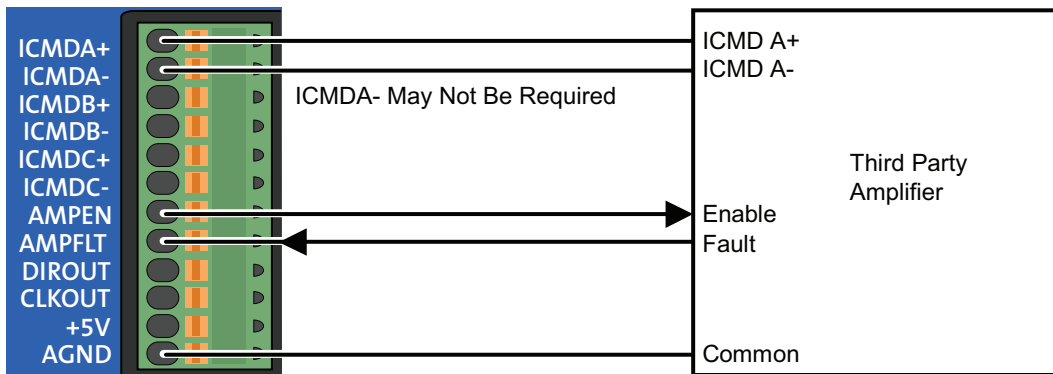 ICMDA+
ICMDA-
ICMDB+
ICMDB-
ICMDC+
ICMDC-
AMPEN
AMPFLT
DIROUT
CLKOUT
+5V
AGND
ICMDA- May Not Be Required
ICMD A+
ICMD A-
Enable
Fault
Common
Third Party
Amplifier